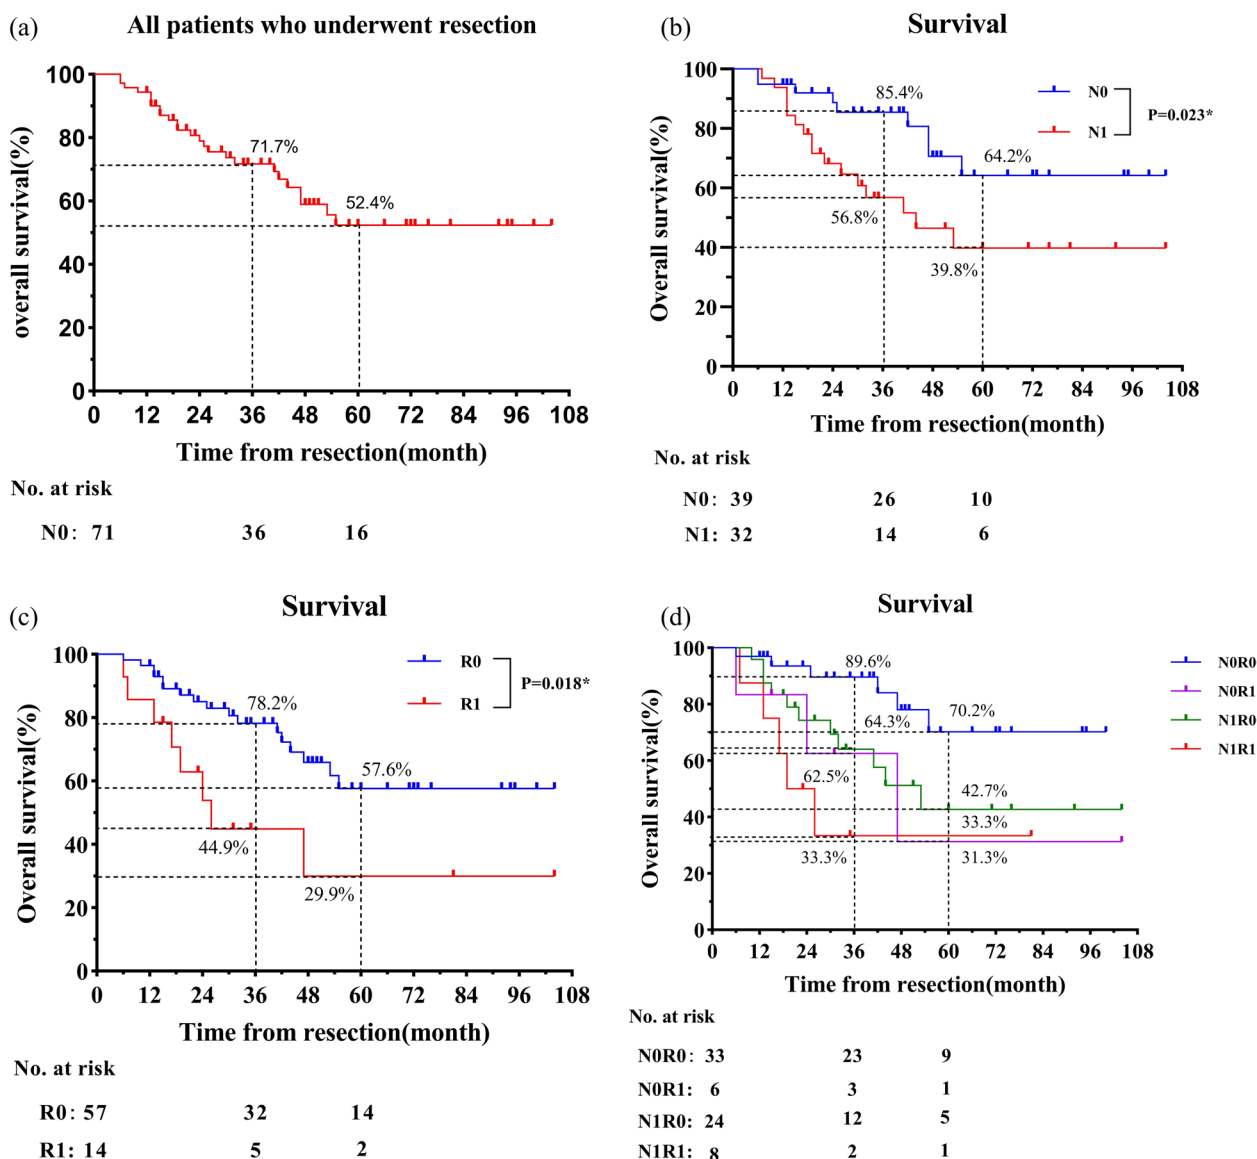 (a)
All patients who underwent resection
100
80
60
40
20
0
overall survival(%)
71.7%
52.4%
0 12 24 36 48 60 72 84 96 108
Time from resection(month)
No. at risk
N0: 71 36 16
(b)
Survival
100
80
60
40
20
0
Overall survival(%)
85.4%
64.2%
56.8%
39.8%
N0
N1
P=0.023*
0 12 24 36 48 60 72 84 96 108
Time from resection(month)
No. at risk
N0: 39 26 10
N1: 32 14 6
(c)
Survival
100
80
60
40
20
0
Overall survival(%)
78.2%
57.6%
44.9%
29.9%
R0
R1
P=0.018*
0 12 24 36 48 60 72 84 96 108
Time from resection(month)
No. at risk
R0: 57 32 14
R1: 14 5 2
(d)
Survival
100
80
60
40
20
0
Overall survival(%)
89.6%
64.3%
70.2%
62.5%
42.7%
33.3%
33.3%
31.3%
N0R0
N0R1
N1R0
N1R1
0 12 24 36 48 60 72 84 96 108
Time from resection(month)
No. at risk
N0R0: 33 23 9
N0R1: 6 3 1
N1R0: 24 12 5
N1R1: 8 2 1